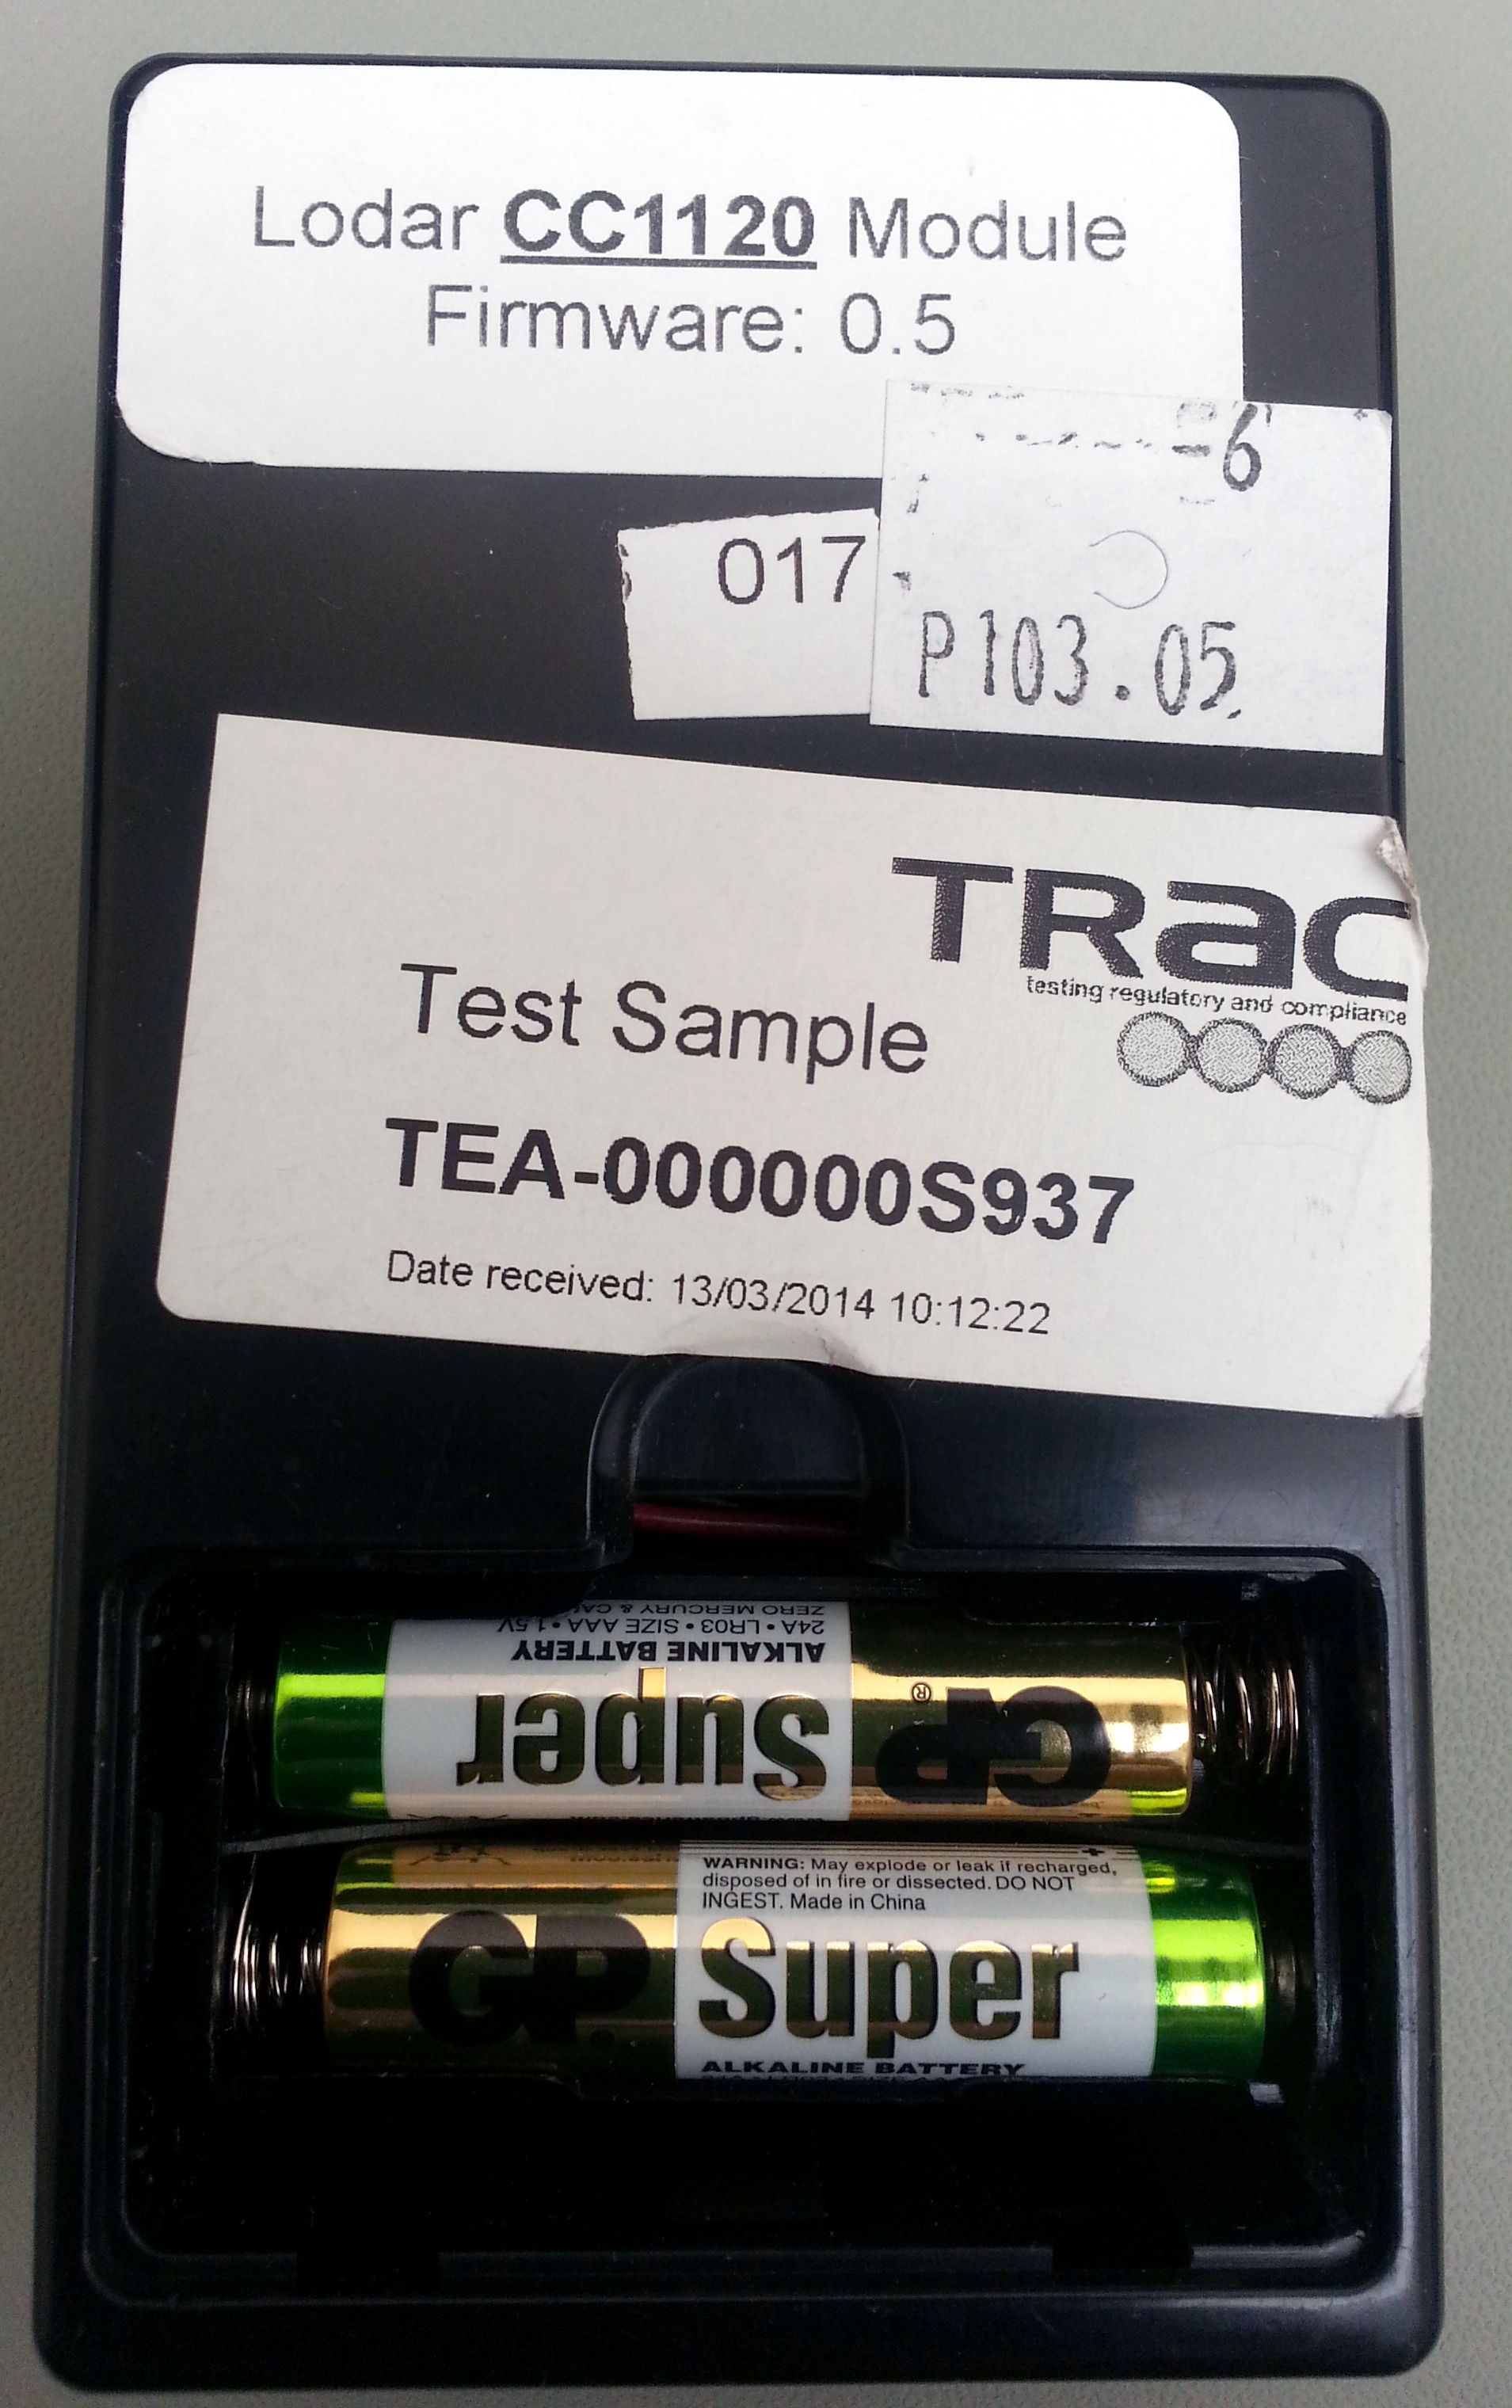 Lodar CC1120 Module
Firmware: 0.5
-6
017
P103.05
TRaC
testing regulatory and compliance
Test Sample
TEA-000000S937
Date received: 13/03/2014 10:12:22
GP® Super
ALKALINE BATTERY
24A • LR03 • SIZE AAA • 1.5V
ZERO MERCURY &
WARNING: May explode or leak if recharged,
disposed of in fire or dissected. DO NOT
INGEST. Made in China
GP Super
ALKALINE BATTERY